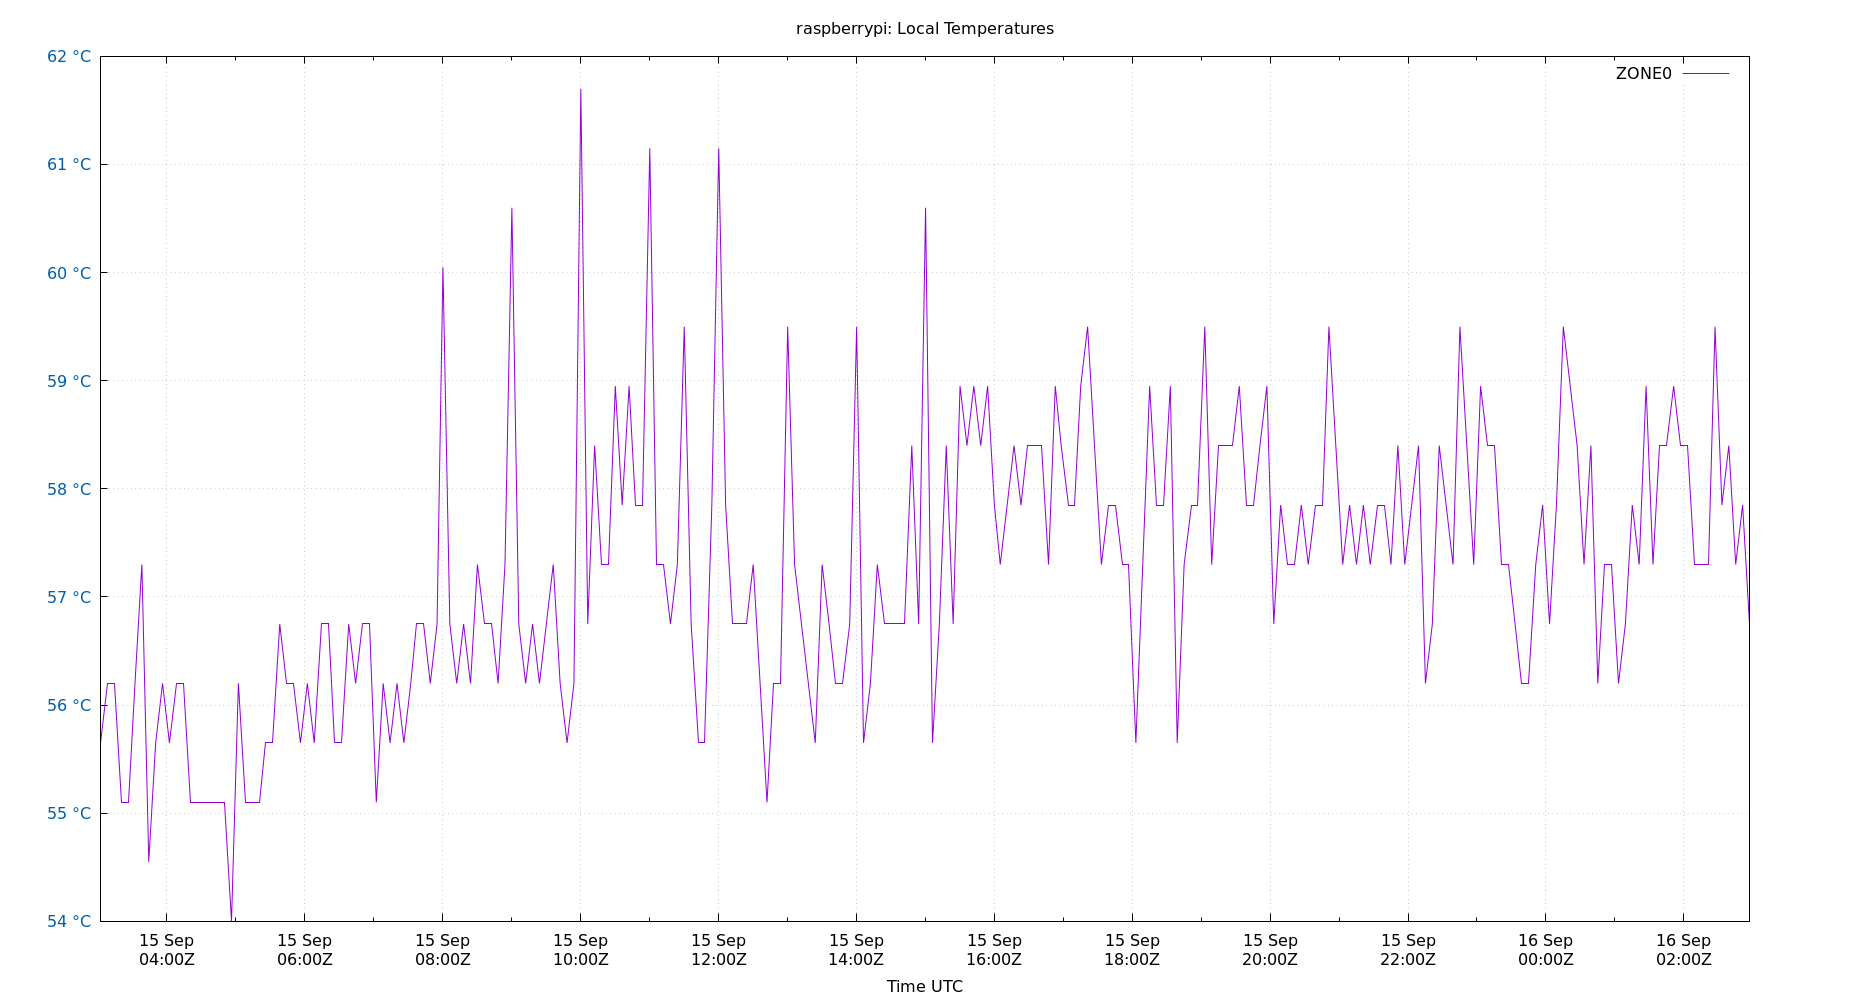 raspberrypi: Local Temperatures
62 °C
ZONE0
61 °C
60 °C
59 °C
58 °C
57 °C
56 °C
55 °C
54 °C
15 Sep 15 Sep 15 Sep 15 Sep 15 Sep 15 Sep 15 Sep 15 Sep 15 Sep 15 Sep 16 Sep 16 Sep
04:00Z 06:00Z 08:00Z 10:00Z 12:00Z 14:00Z 16:00Z 18:00Z 20:00Z 22:00Z 00:00Z 02:00Z
Time UTC